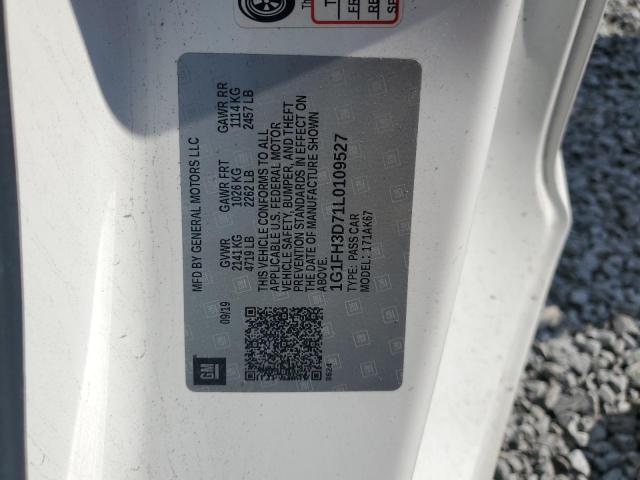 MFD BY GENERAL MOTORS LLC
09/19
GVWR GAWR FRT GAWR RR
2141 KG 1026 KG 1114 KG
4719 LB 2262 LB 2457 LB
THIS VEHICLE CONFORMS TO ALL
APPLICABLE U.S. FEDERAL MOTOR
VEHICLE SAFETY, BUMPER, AND THEFT
PREVENTION STANDARDS IN EFFECT ON
THE DATE OF MANUFACTURE SHOWN
ABOVE.
1G1FH3D71L0109527
TYPE: PASS CAR
MODEL: 171AK67
GM
8624